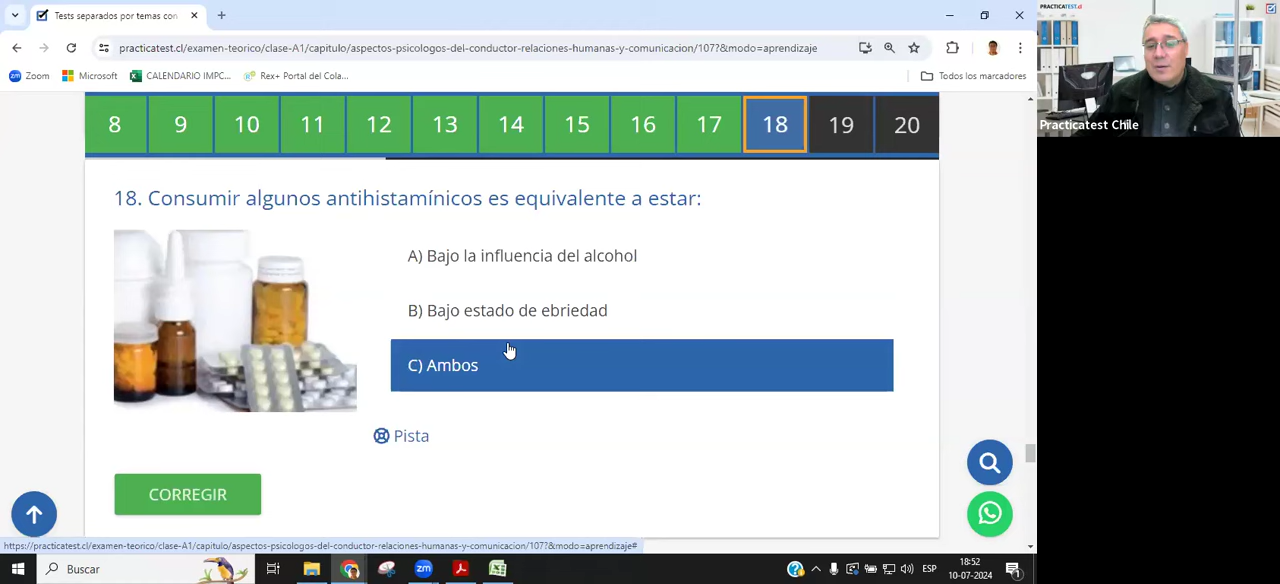 Tests separados por temas con
practicatest.cl/examen-teorico/clase-A1/capitulo/aspectos-psicologos-del-conductor-relaciones-humanas-y-comunicacion/107?&modo=aprendizaje
Zoom
Microsoft
CALENDARIO IMPC...
Rex+ Portal del Cola...
Todos los marcadores
PRACTICATEST.cl
Practicatest Chile
8 9 10 11 12 13 14 15 16 17 18 19 20
18. Consumir algunos antihistamínicos es equivalente a estar:
A) Bajo la influencia del alcohol
B) Bajo estado de ebriedad
C) Ambos
Pista
CORREGIR
https://practicatest.cl/examen-teorico/clase-A1/capitulo/aspectos-psicologos-del-conductor-relaciones-humanas-y-comunicacion/107?&modo=aprendizaje#
Buscar
ESP
18:52
10-07-2024